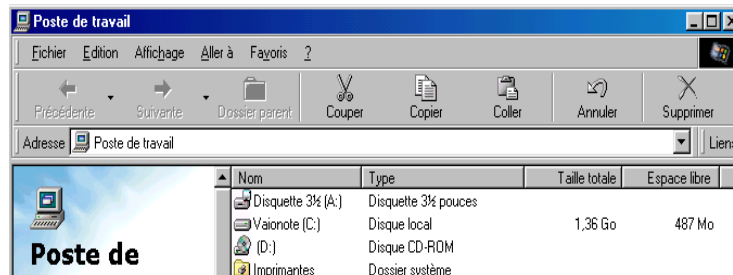 Poste de travail
Fichier Edition Affichage Aller à Favoris ?
Précédente Suivante Dossier parent Couper Copier Coller Annuler Supprimer
Adresse Poste de travail Liens
Nom Type Taille totale Espace libre
Disquette 3½ (A:) Disquette 3½ pouces
Vaionote (C:) Disque local 1,36 Go 487 Mo
(D:) Disque CD-ROM
Poste de
Imprimantes Dossier système